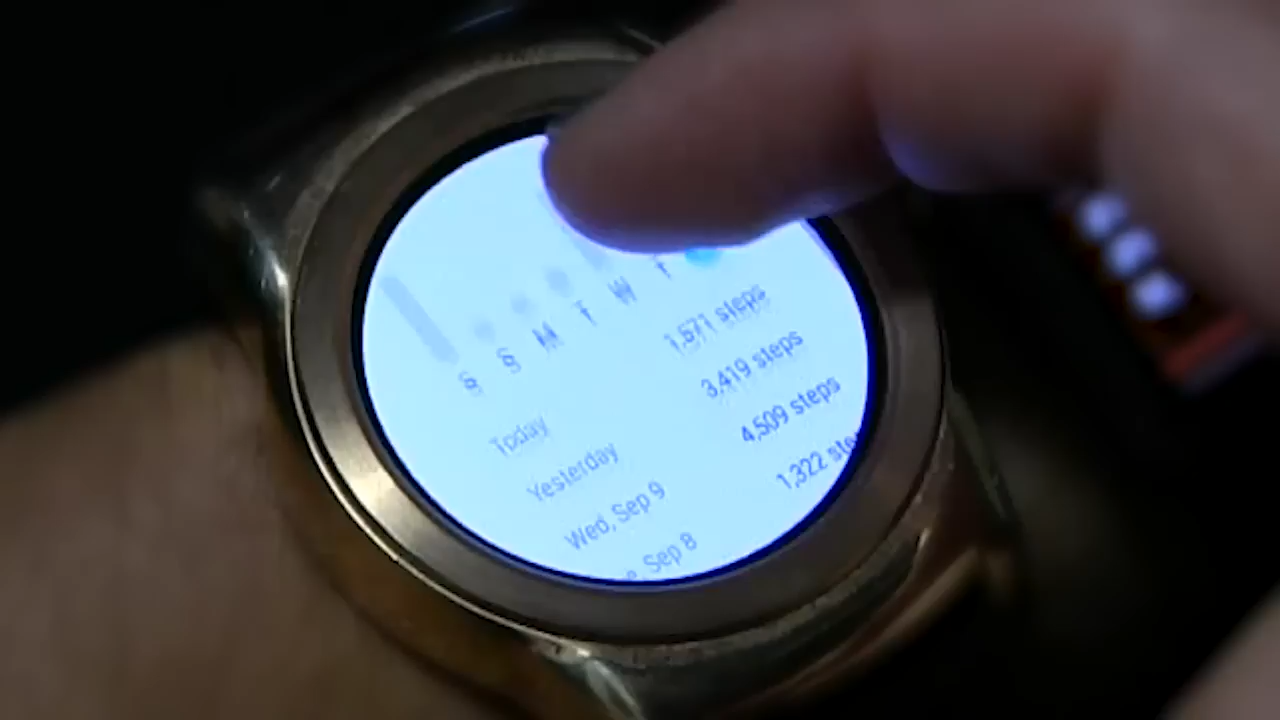 S S M T W T
Today 1,571 steps
Yesterday 3,419 steps
Wed, Sep 9 4,509 steps
Sep 8 1,322